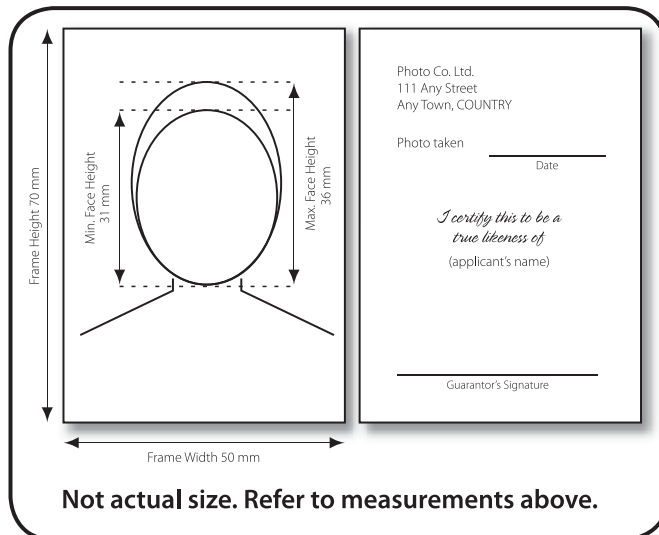 Frame Height 70 mm
Min. Face Height
31 mm
Max. Face Height
36 mm
Frame Width 50 mm
Photo Co. Ltd.
111 Any Street
Any Town, COUNTRY
Photo taken
Date
I certify this to be a
true likeness of
(applicant's name)
Guarantor's Signature
Not actual size. Refer to measurements above.